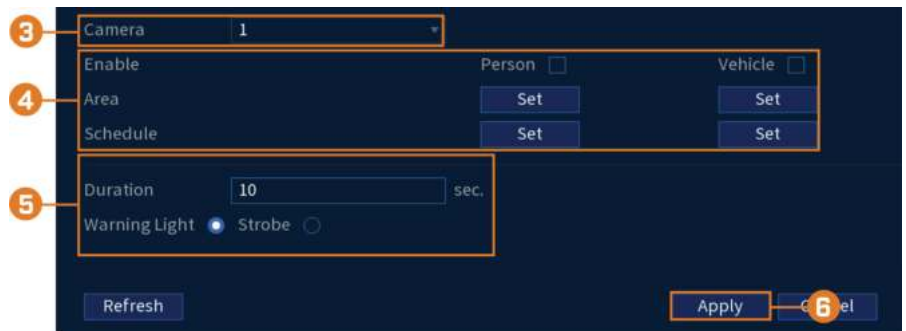 3 Camera 1
Enable Person Vehicle
4 Area Set Set
Schedule Set Set
5 Duration 10 sec.
Warning Light Strobe
Refresh Apply 6 el